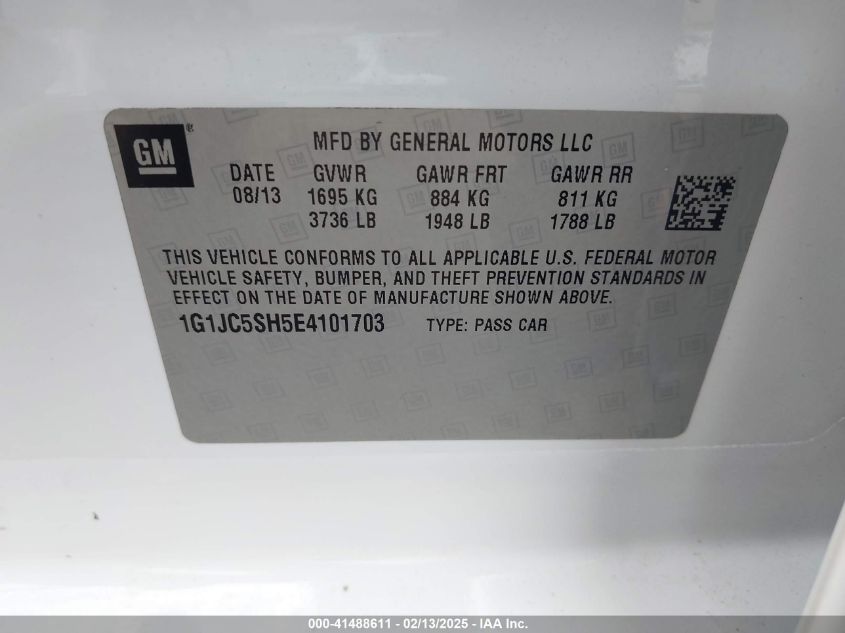 GM®
MFD BY GENERAL MOTORS LLC
DATE GVWR GAWR FRT GAWR RR
08/13 1695 KG 884 KG 811 KG
3736 LB 1948 LB 1788 LB
THIS VEHICLE CONFORMS TO ALL APPLICABLE U.S. FEDERAL MOTOR
VEHICLE SAFETY, BUMPER, AND THEFT PREVENTION STANDARDS IN
EFFECT ON THE DATE OF MANUFACTURE SHOWN ABOVE.
1G1JC5SH5E4101703 TYPE: PASS CAR
000-41488611 - 02/13/2025 - IAA Inc.